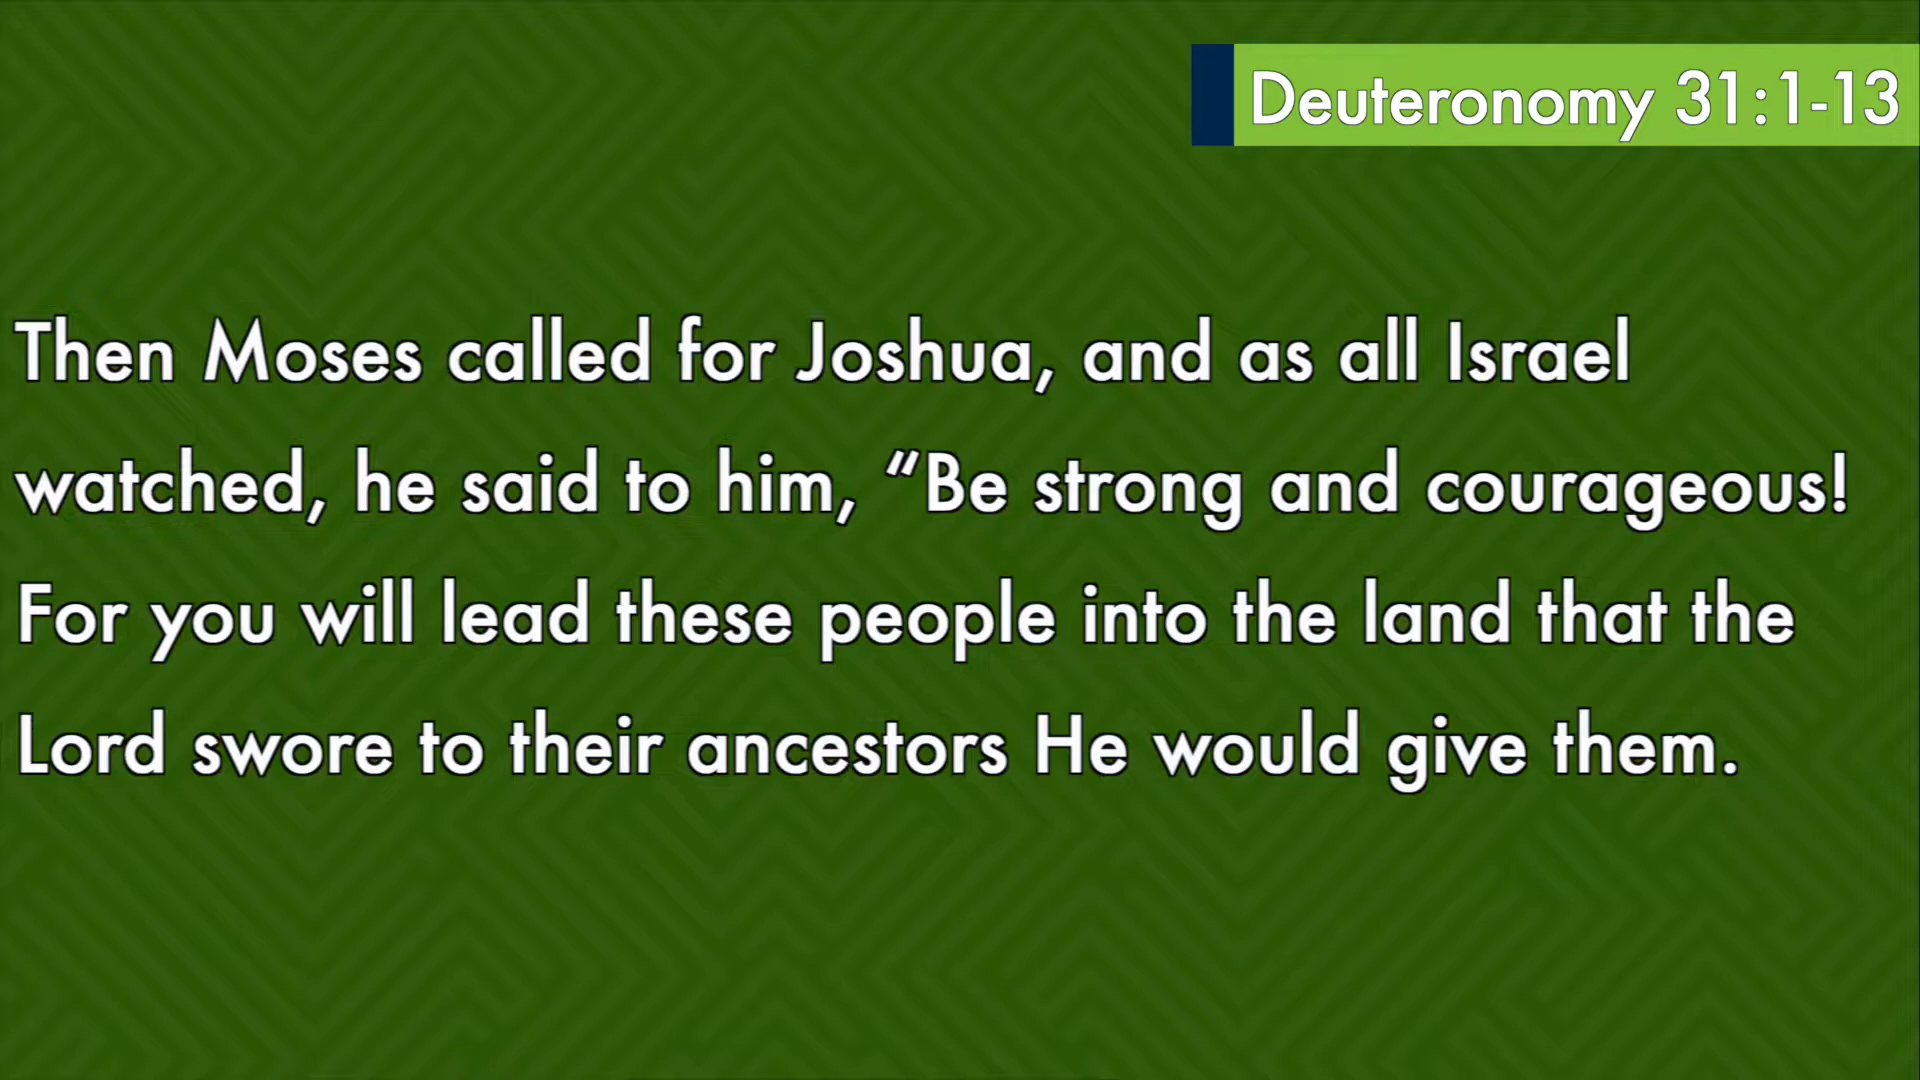 Deuteronomy 31:1-13
Then Moses called for Joshua, and as all Israel
watched, he said to him, “Be strong and courageous!
For you will lead these people into the land that the
Lord swore to their ancestors He would give them.